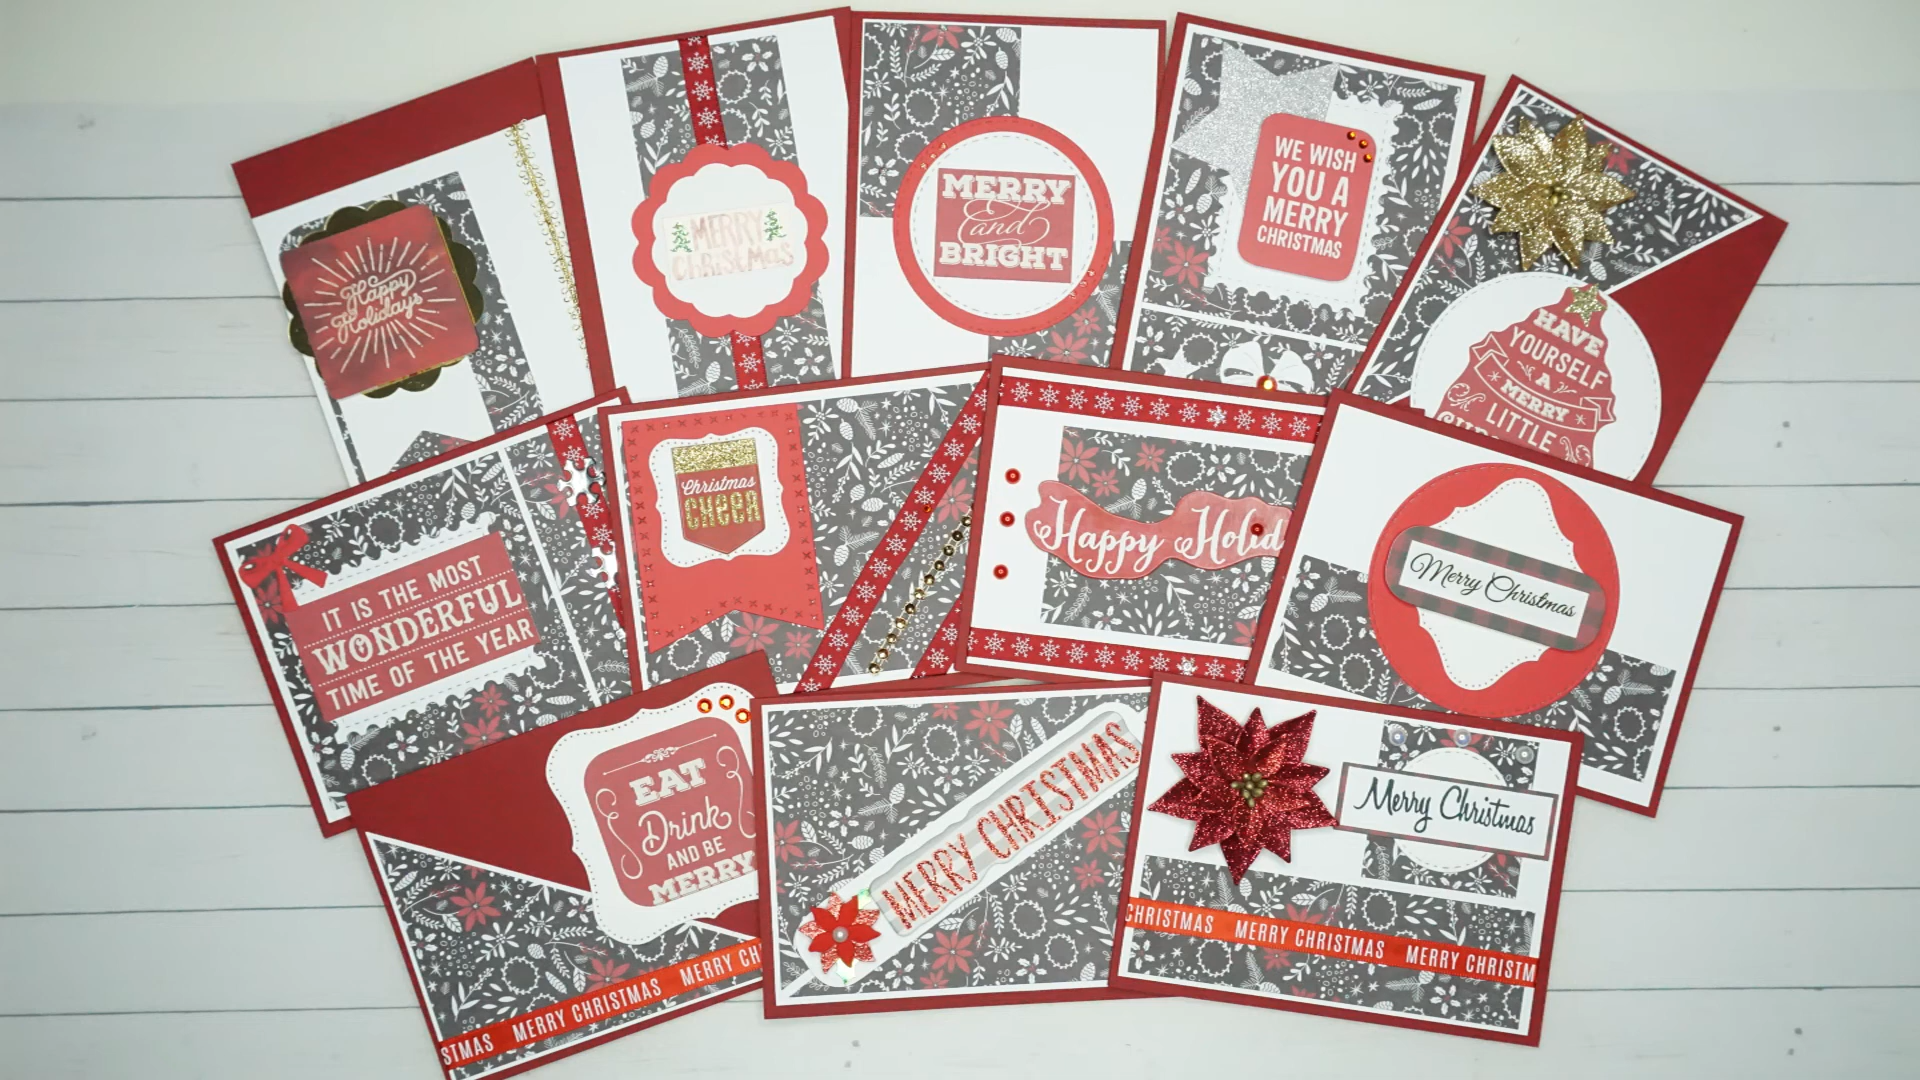 Happy
Holidays
MERRY
CHRISTMAS
MERRY
and
BRIGHT
WE WISH
YOU A
MERRY
CHRISTMAS
HAVE
YOURSELF
A
MERRY
LITTLE
IT IS THE MOST
WONDERFUL
TIME OF THE YEAR
Christmas
CHEER
Happy Holid
Merry Christmas
EAT
Drink
AND BE
MERRY
STMAS MERRY CHRISTMAS MERRY CH
MERRY CHRISTMAS
Merry Christmas
CHRISTMAS MERRY CHRISTMAS MERRY CHRISTM